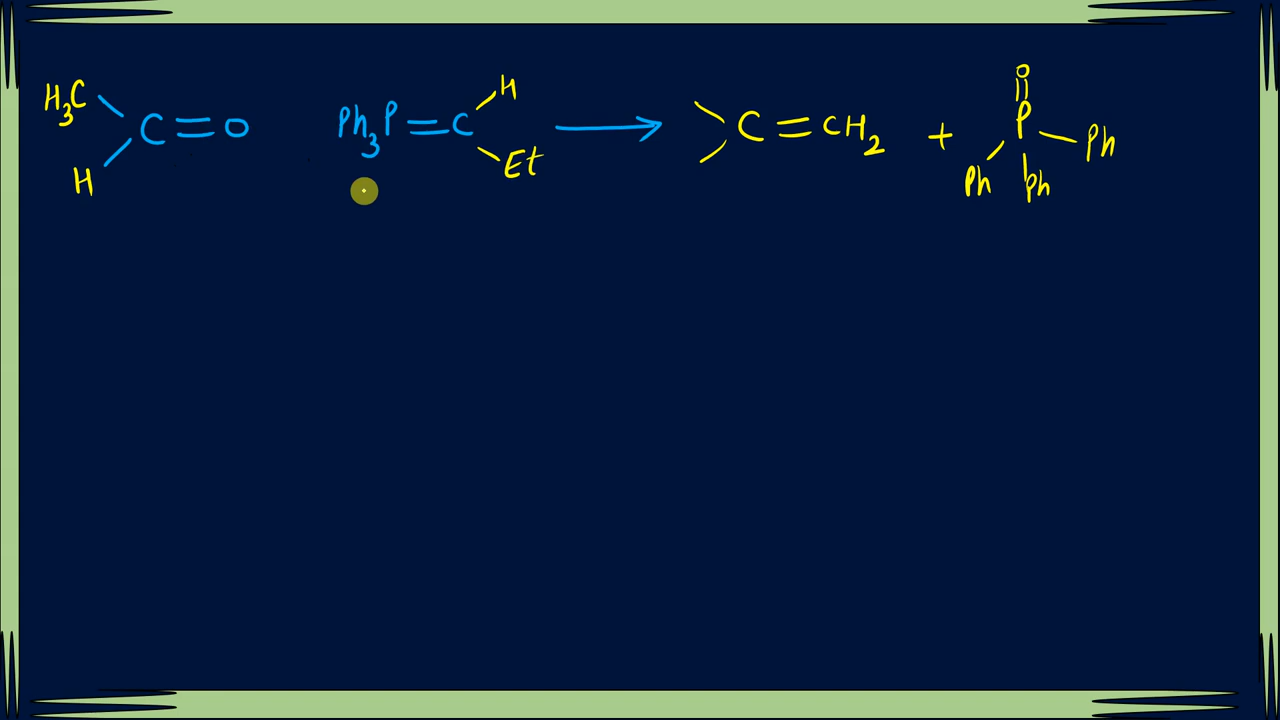 H₃C
H
C=O Ph₃P=C
H
Et
⟶ >C=CH₂ +
O
||
P
Ph Ph Ph